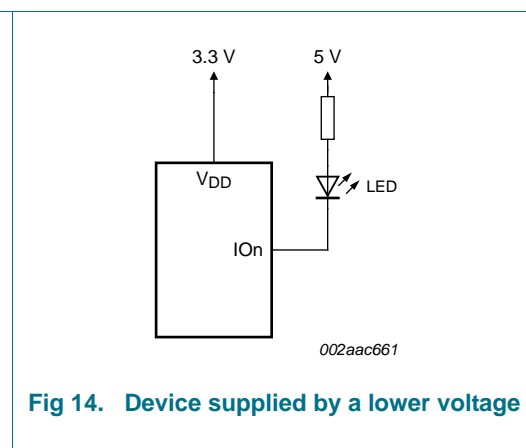 3.3 V
5 V
VDD
LED
IOn
002aac661
Fig 14. Device supplied by a lower voltage